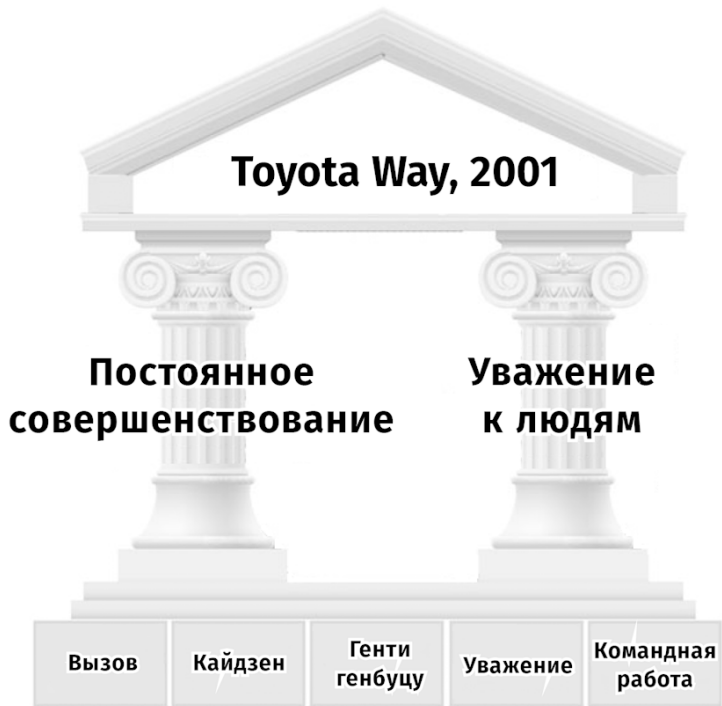 Toyota Way, 2001
Постоянное
совершенствование
Уважение
к людям
Вызов
Кайдзен
Генти
генбуцу
Уважение
Командная
работа